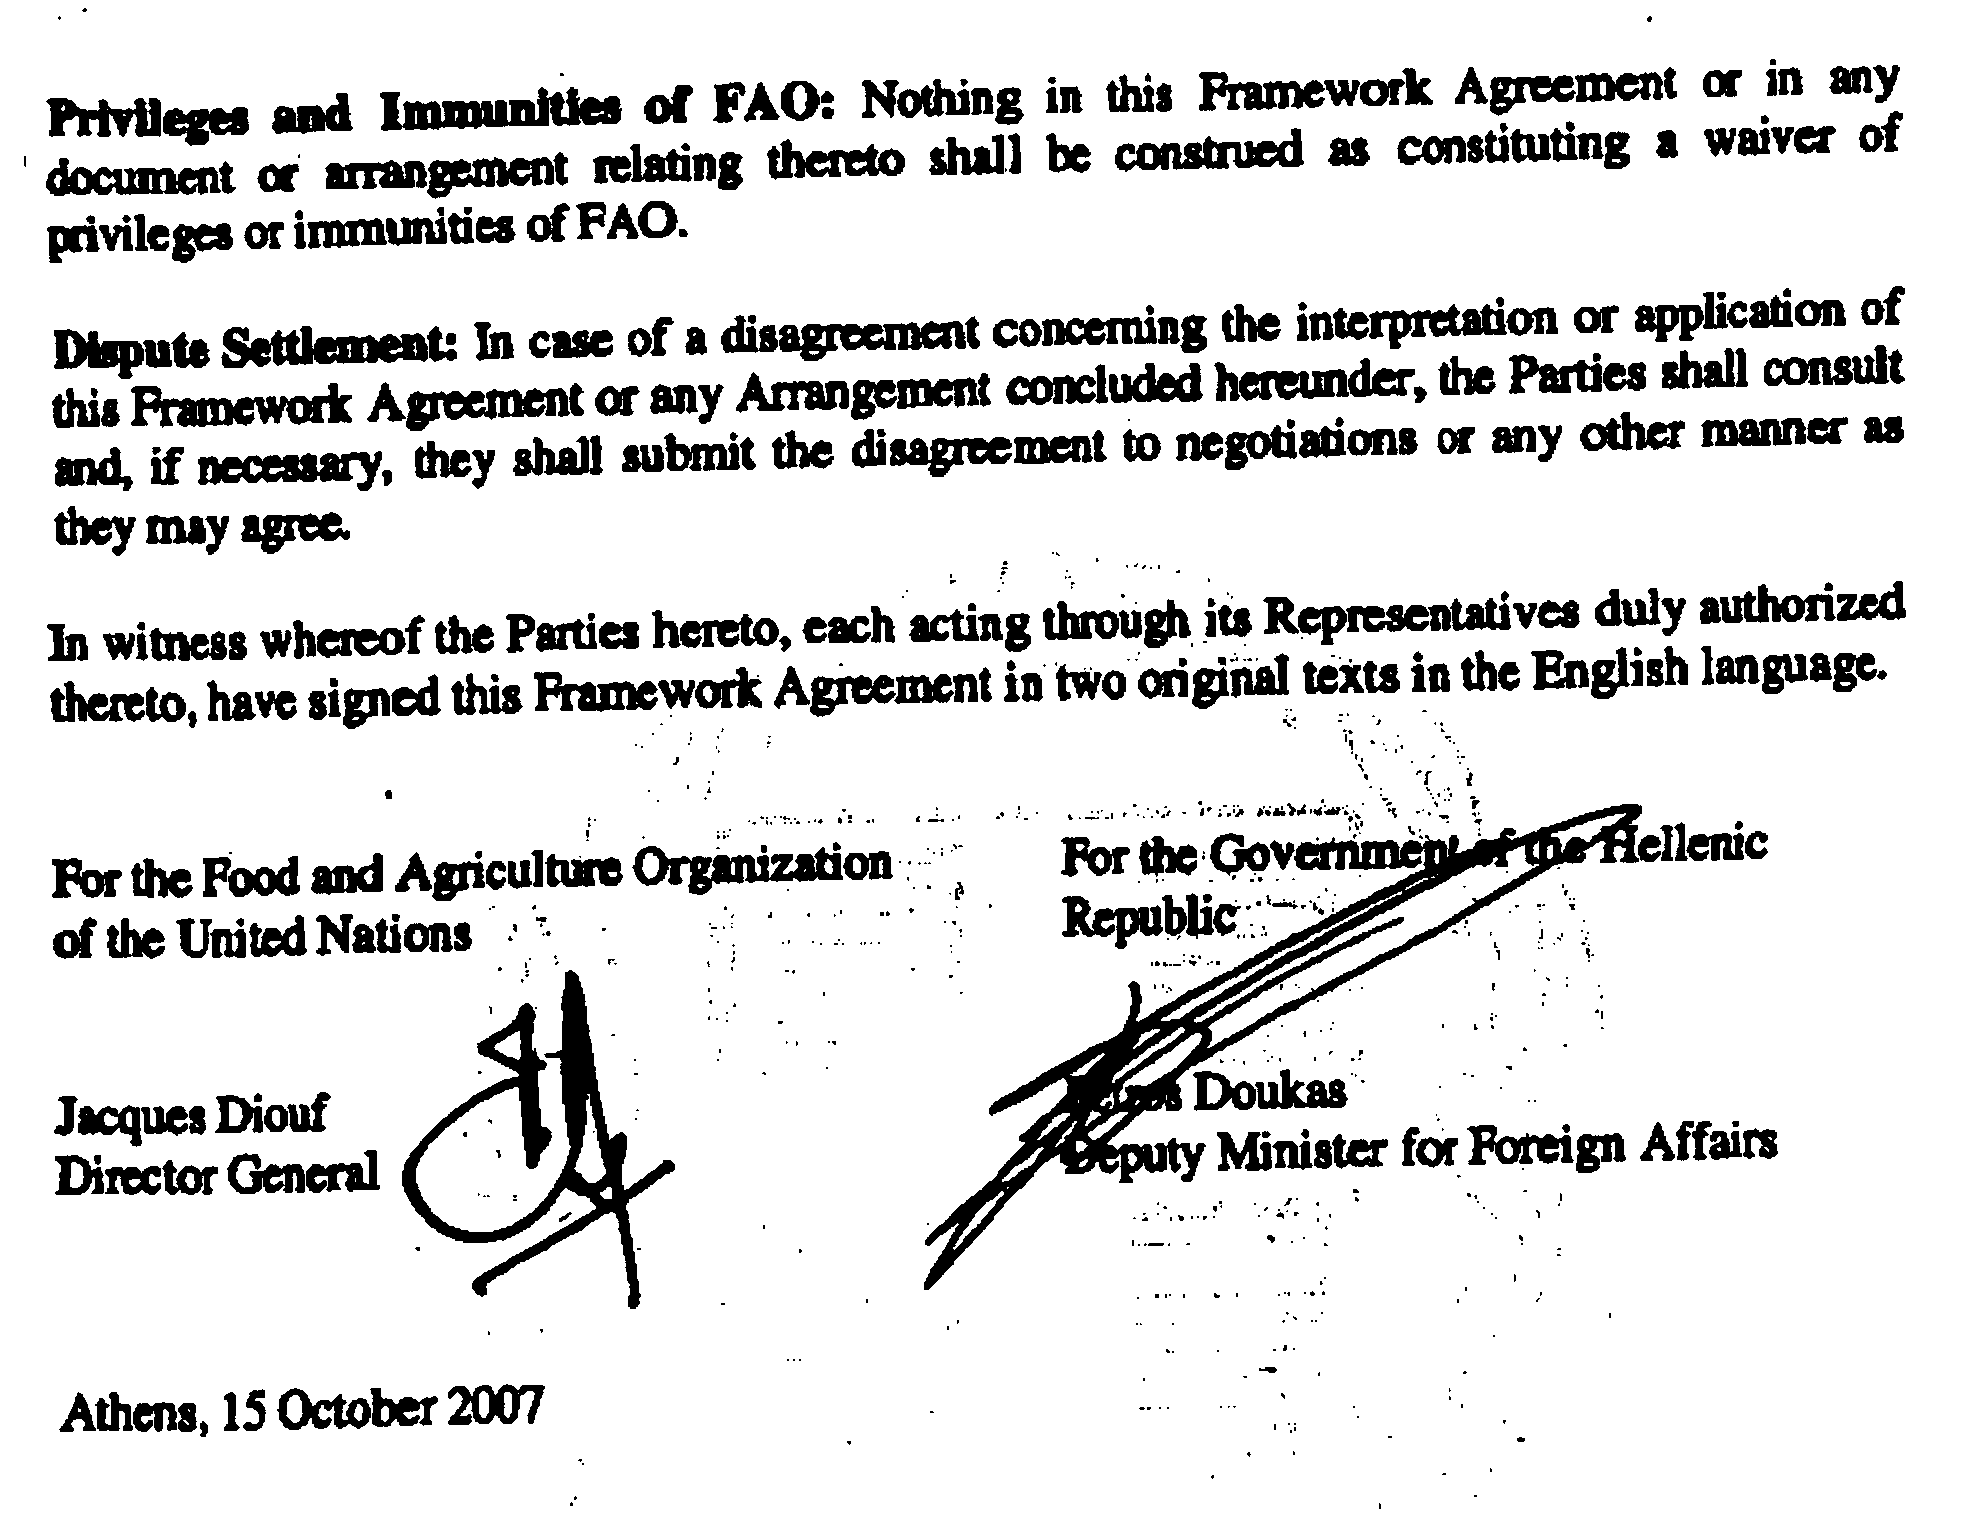 Privileges and Immunities of FAO: Nothing in this Framework Agreement or in any
document or arrangement relating thereto shall be construed as constituting a waiver of
privileges or immunities of FAO.
Dispute Settlement: In case of a disagreement concerning the interpretation or application of
this Framework Agreement or any Arrangement concluded hereunder, the Parties shall consult
and, if necessary, they shall submit the disagreement to negotiations or any other manner as
they may agree.
In witness whereof the Parties hereto, each acting through its Representatives duly authorized
thereto, have signed this Framework Agreement in two original texts in the English language.
For the Food and Agriculture Organization
of the United Nations
For the Government of the Hellenic
Republic
Jacques Diouf
Director General
Petros Doukas
Deputy Minister for Foreign Affairs
Athens, 15 October 2007